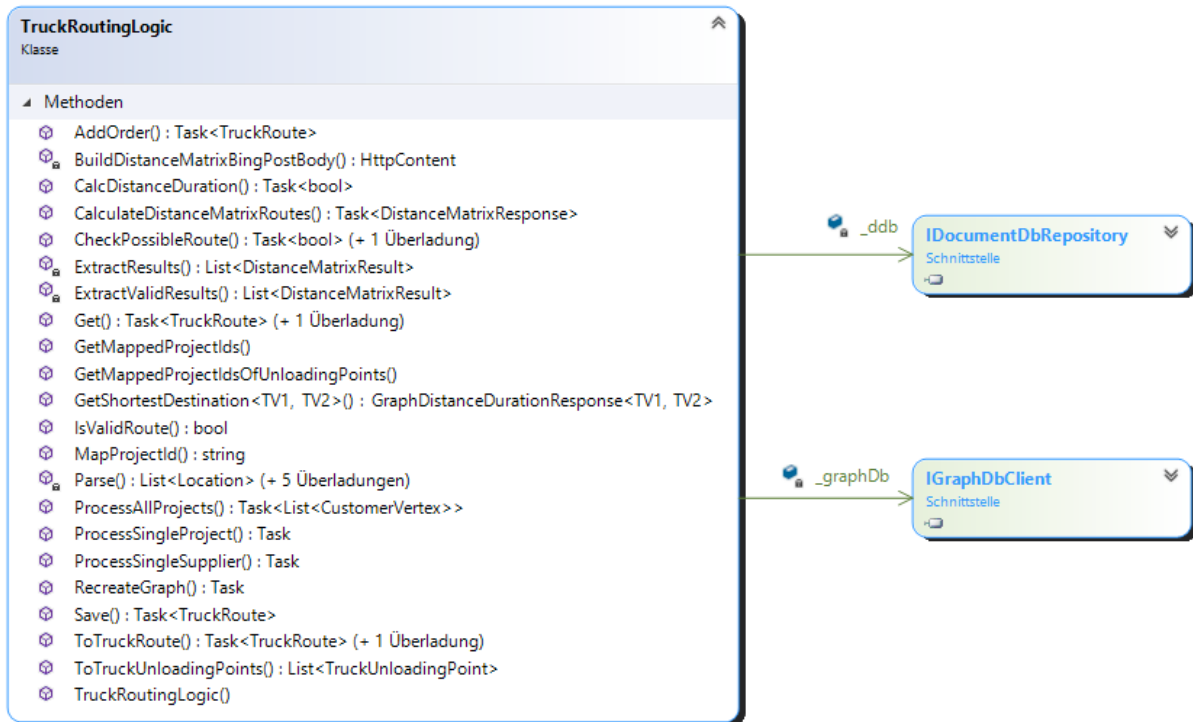 TruckRoutingLogic
Klasse
Methoden
AddOrder() : Task<TruckRoute>
BuildDistanceMatrixBingPostBody() : HttpContent
CalcDistanceDuration() : Task<bool>
CalculateDistanceMatrixRoutes() : Task<DistanceMatrixResponse>
CheckPossibleRoute() : Task<bool> (+ 1 Überladung)
ExtractResults() : List<DistanceMatrixResult>
ExtractValidResults() : List<DistanceMatrixResult>
Get() : Task<TruckRoute> (+ 1 Überladung)
GetMappedProjectIds()
GetMappedProjectIdsOfUnloadingPoints()
GetShortestDestination<TV1, TV2>() : GraphDistanceDurationResponse<TV1, TV2>
IsValidRoute() : bool
MapProjectId() : string
Parse() : List<Location> (+ 5 Überladungen)
ProcessAllProjects() : Task<List<CustomerVertex>>
ProcessSingleProject() : Task
ProcessSingleSupplier() : Task
RecreateGraph() : Task
Save() : Task<TruckRoute>
ToTruckRoute() : Task<TruckRoute> (+ 1 Überladung)
ToTruckUnloadingPoints() : List<TruckUnloadingPoint>
TruckRoutingLogic()
_ddb
IDocumentDbRepository
Schnittstelle
_graphDb
IGraphDbClient
Schnittstelle